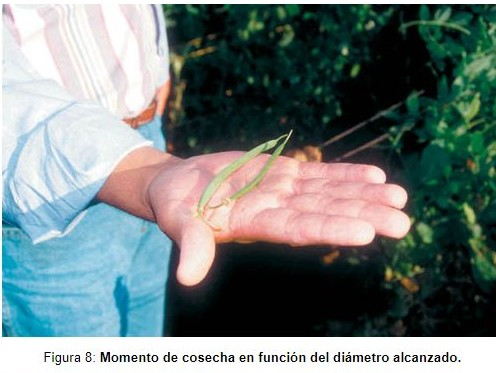 Figura 8: Momento de cosecha en función del diámetro alcanzado.